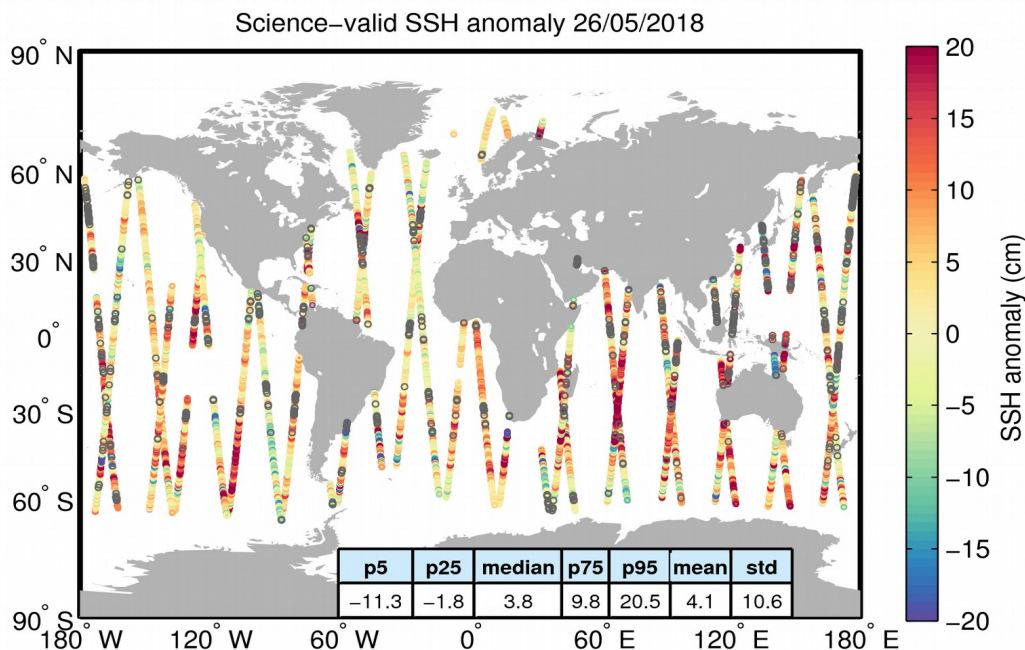 Science−valid SSH anomaly 26/05/2018
90° N
60° N
30° N
0°
30° S
60° S
90° S
180° W
120° W
60° W
0°
60° E
120° E
180° E
p5 p25 median p75 p95 mean std
−11.3 −1.8 3.8 9.8 20.5 4.1 10.6
20
15
10
5
0
−5
−10
−15
−20
SSH anomaly (cm)